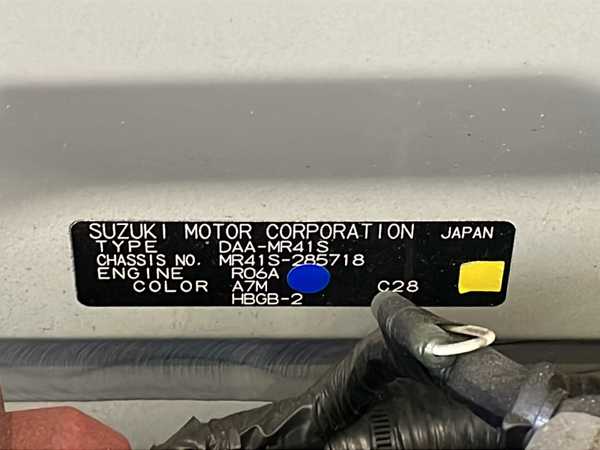 SUZUKI MOTOR CORPORATION JAPAN
TYPE DAA-MR41S
CHASSIS NO. MR41S-285718
ENGINE R06A
COLOR A7M C28
HBGB-2